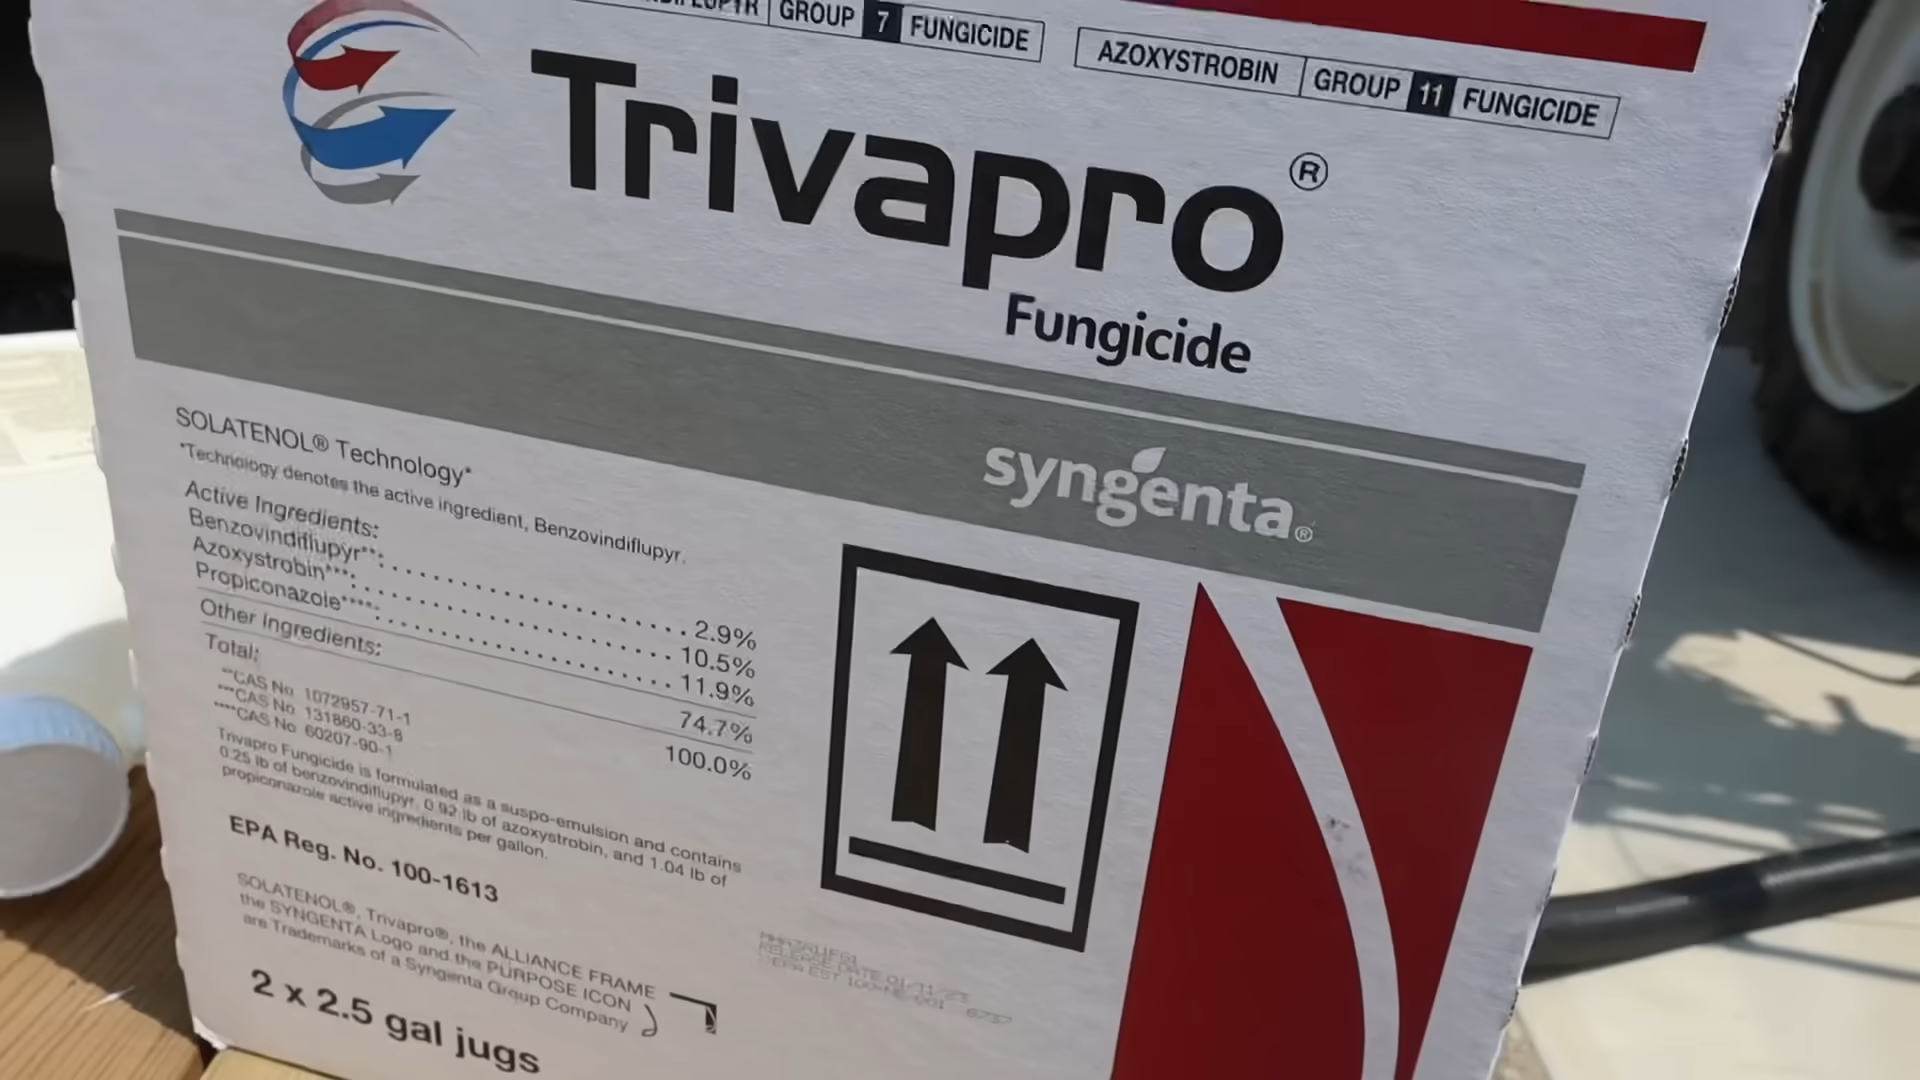 GROUP 7 FUNGICIDE
AZOXYSTROBIN GROUP 11 FUNGICIDE
Trivapro®
Fungicide
syngenta®
SOLATENOL® Technology*
*Technology denotes the active ingredient, Benzovindiflupyr.
Active Ingredients:
Benzovindiflupyr**: 2.9%
Azoxystrobin***: 10.5%
Propiconazole**** 11.9%
Other Ingredients: 74.7%
Total: 100.0%
**CAS No. 1072957-71-1
***CAS No. 131860-33-8
****CAS No. 60207-90-1
Trivapro Fungicide is formulated as a suspo-emulsion and contains
0.25 lb of benzovindiflupyr, 0.92 lb of azoxystrobin, and 1.04 lb of
propiconazole active ingredients per gallon.
EPA Reg. No. 100-1613
SOLATENOL®, Trivapro®, the ALLIANCE FRAME
the SYNGENTA Logo and the PURPOSE ICON
are Trademarks of a Syngenta Group Company
2 x 2.5 gal jugs
RELEASE DATE 01/11/23